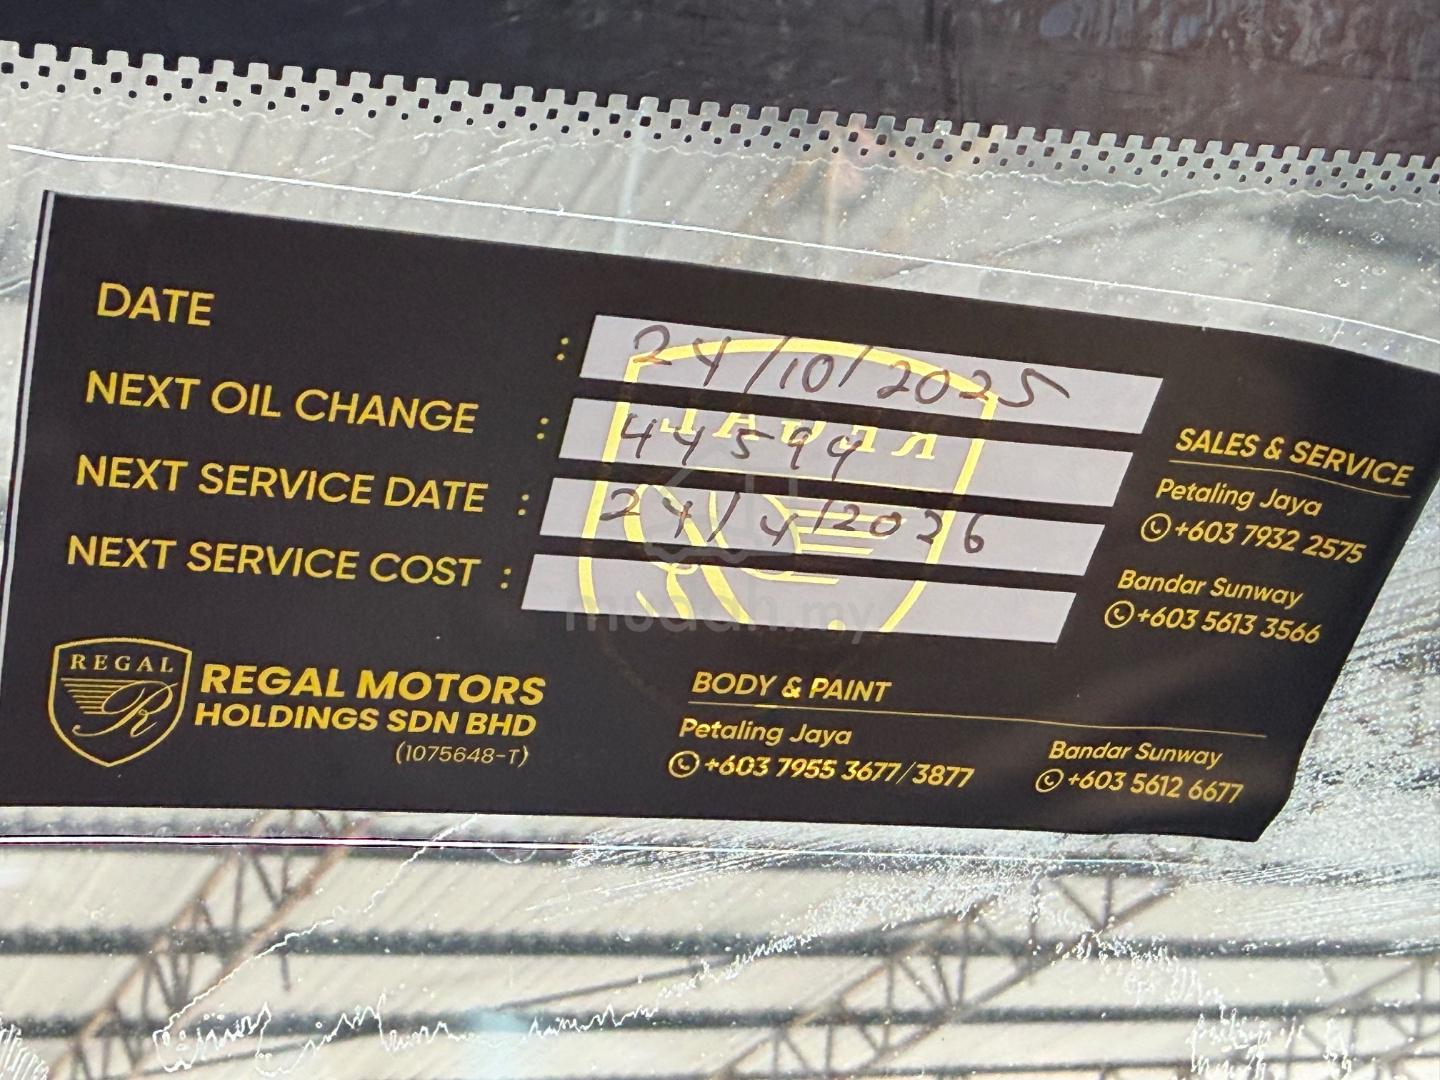 DATE : 24/10/2025
NEXT OIL CHANGE : 44599
NEXT SERVICE DATE : 24/4/2026
NEXT SERVICE COST :
REGAL
REGAL
R
REGAL MOTORS
HOLDINGS SDN BHD
(1075648-T)
SALES & SERVICE
Petaling Jaya
+603 7932 2575
Bandar Sunway
+603 5613 3566
BODY & PAINT
Petaling Jaya
+603 7955 3677/3877
Bandar Sunway
+603 5612 6677
mudah.my